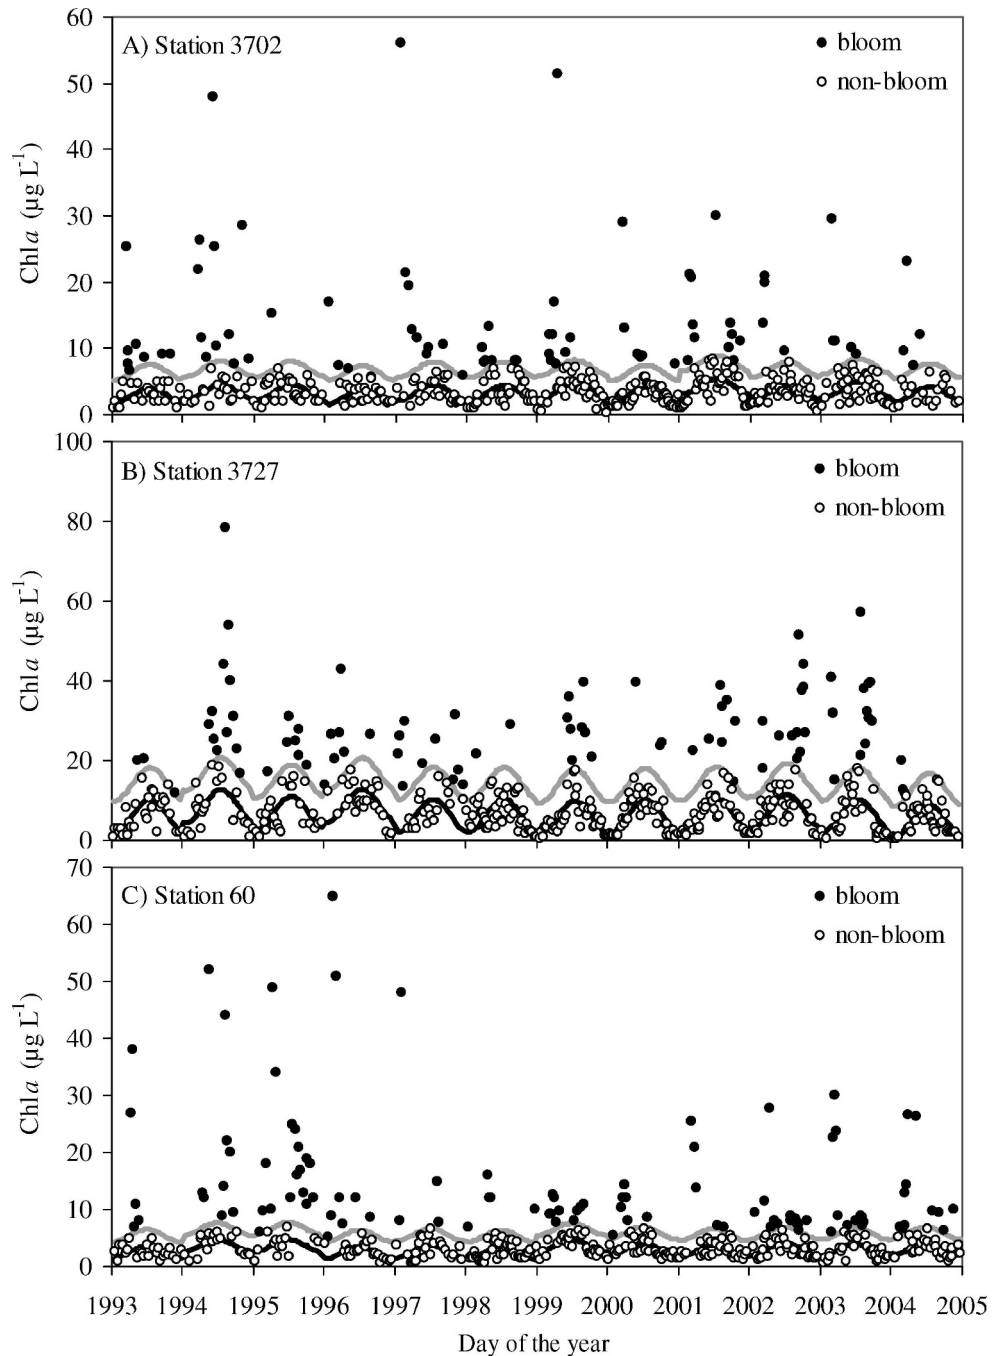 60
A) Station 3702
bloom
non-bloom
50
40
30
20
10
0
Chla (µg L-1)
100
B) Station 3727
bloom
non-bloom
80
60
40
20
0
Chla (µg L-1)
70
C) Station 60
bloom
non-bloom
60
50
40
30
20
10
0
Chla (µg L-1)
1993 1994 1995 1996 1997 1998 1999 2000 2001 2002 2003 2004 2005
Day of the year